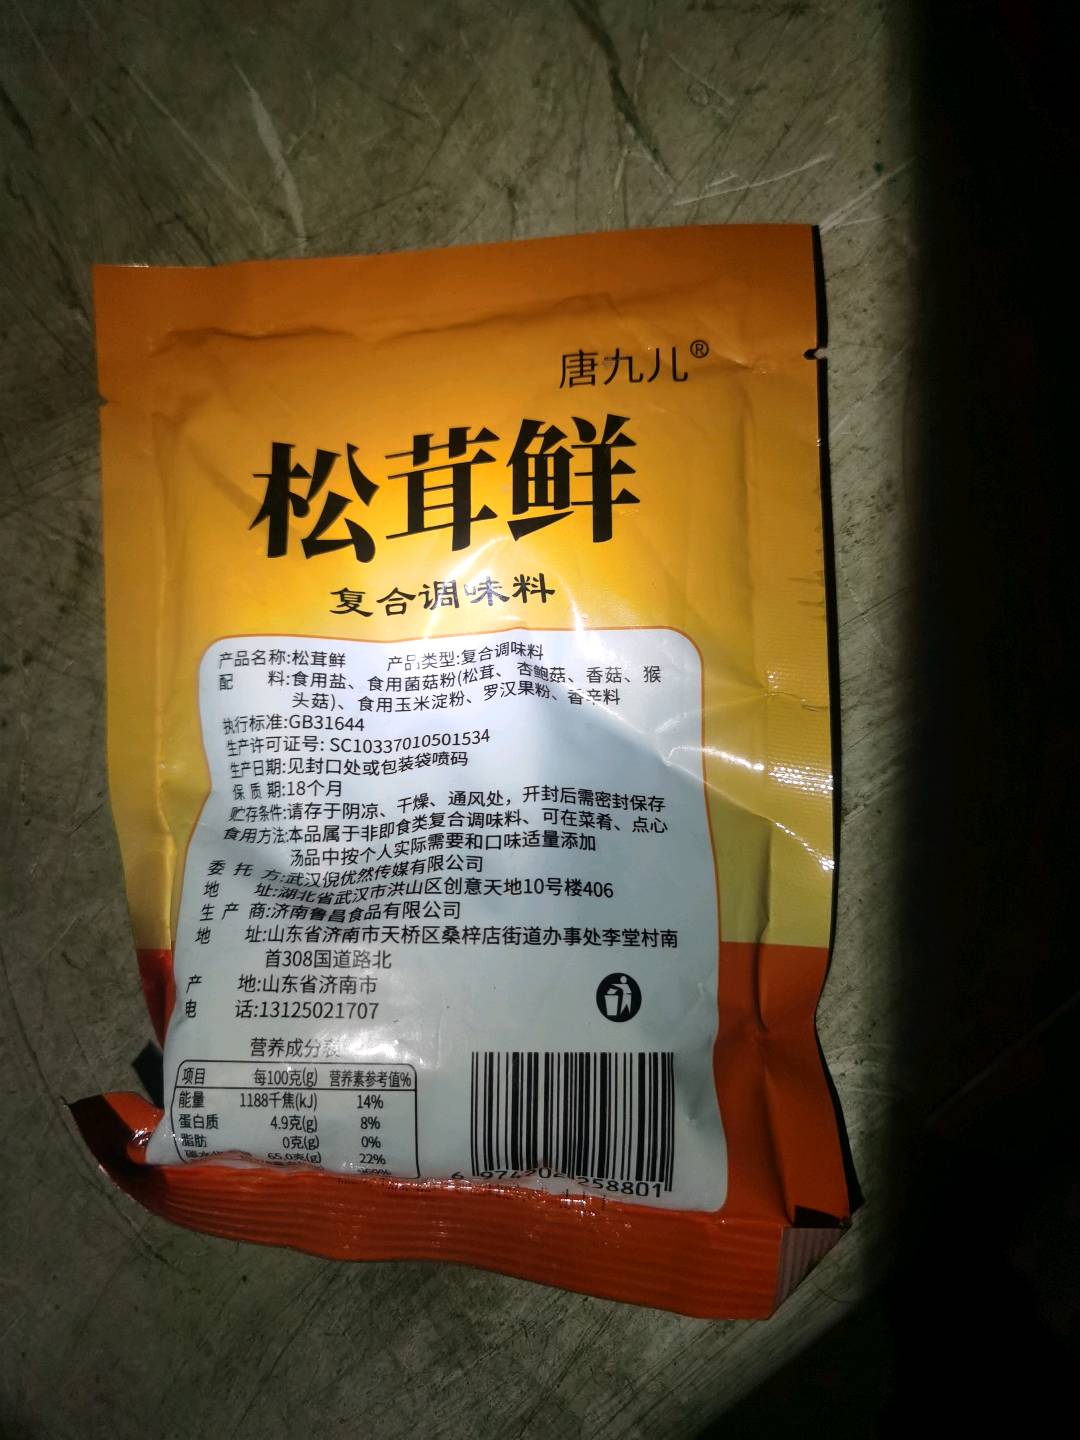 唐九儿®
松茸鲜
复合调味料
产品名称:松茸鲜 产品类型:复合调味料
配 料:食用盐、食用菌菇粉(松茸、杏鲍菇、香菇、猴
头菇)、食用玉米淀粉、罗汉果粉、香辛料
执行标准:GB31644
生产许可证号: SC10337010501534
生产日期:见封口处或包装袋喷码
保 质 期:18个月
贮存条件:请存于阴凉、干燥、通风处，开封后需密封保存
食用方法:本品属于非即食类复合调味料、可在菜肴、点心
汤品中按个人实际需要和口味适量添加
委 托 方:武汉倪优然传媒有限公司
地 址:湖北省武汉市洪山区创意天地10号楼406
生 产 商:济南鲁昌食品有限公司
地 址:山东省济南市天桥区桑梓店街道办事处李堂村南
首308国道路北
产 地:山东省济南市
电 话:13125021707
营养成分表
项目 每100克(g) 营养素参考值%
能量 1188千焦(kJ) 14%
蛋白质 4.9克(g) 8%
脂肪 0克(g) 0%
65.0克(g) 22%
6 974 258801